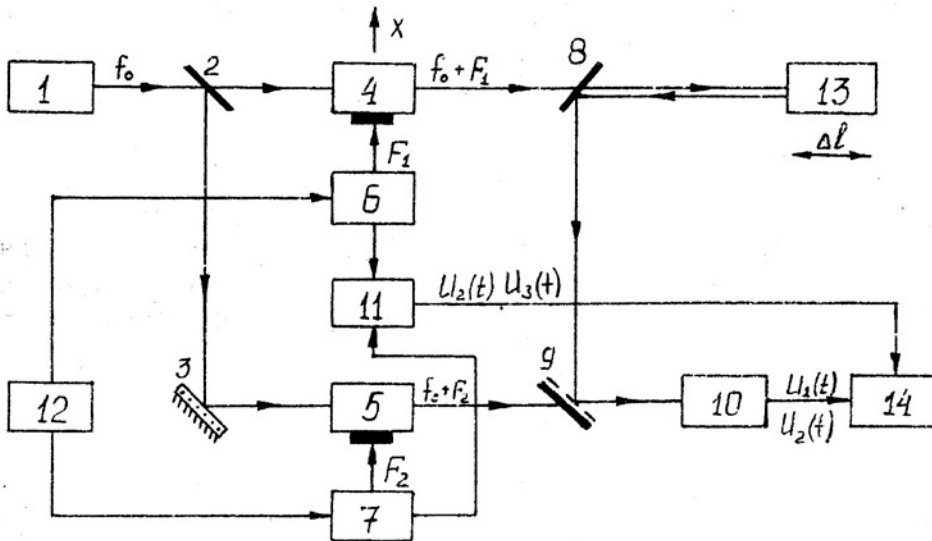 X
f₀ 2 8
1 4 f₀ + F₁ 13
F₁ Δl
6
11 U₂(t) U₃(t)
3 9
12 5 f₀+F₂ 10 U₁(t) 14
U₂(t)
F₂
7